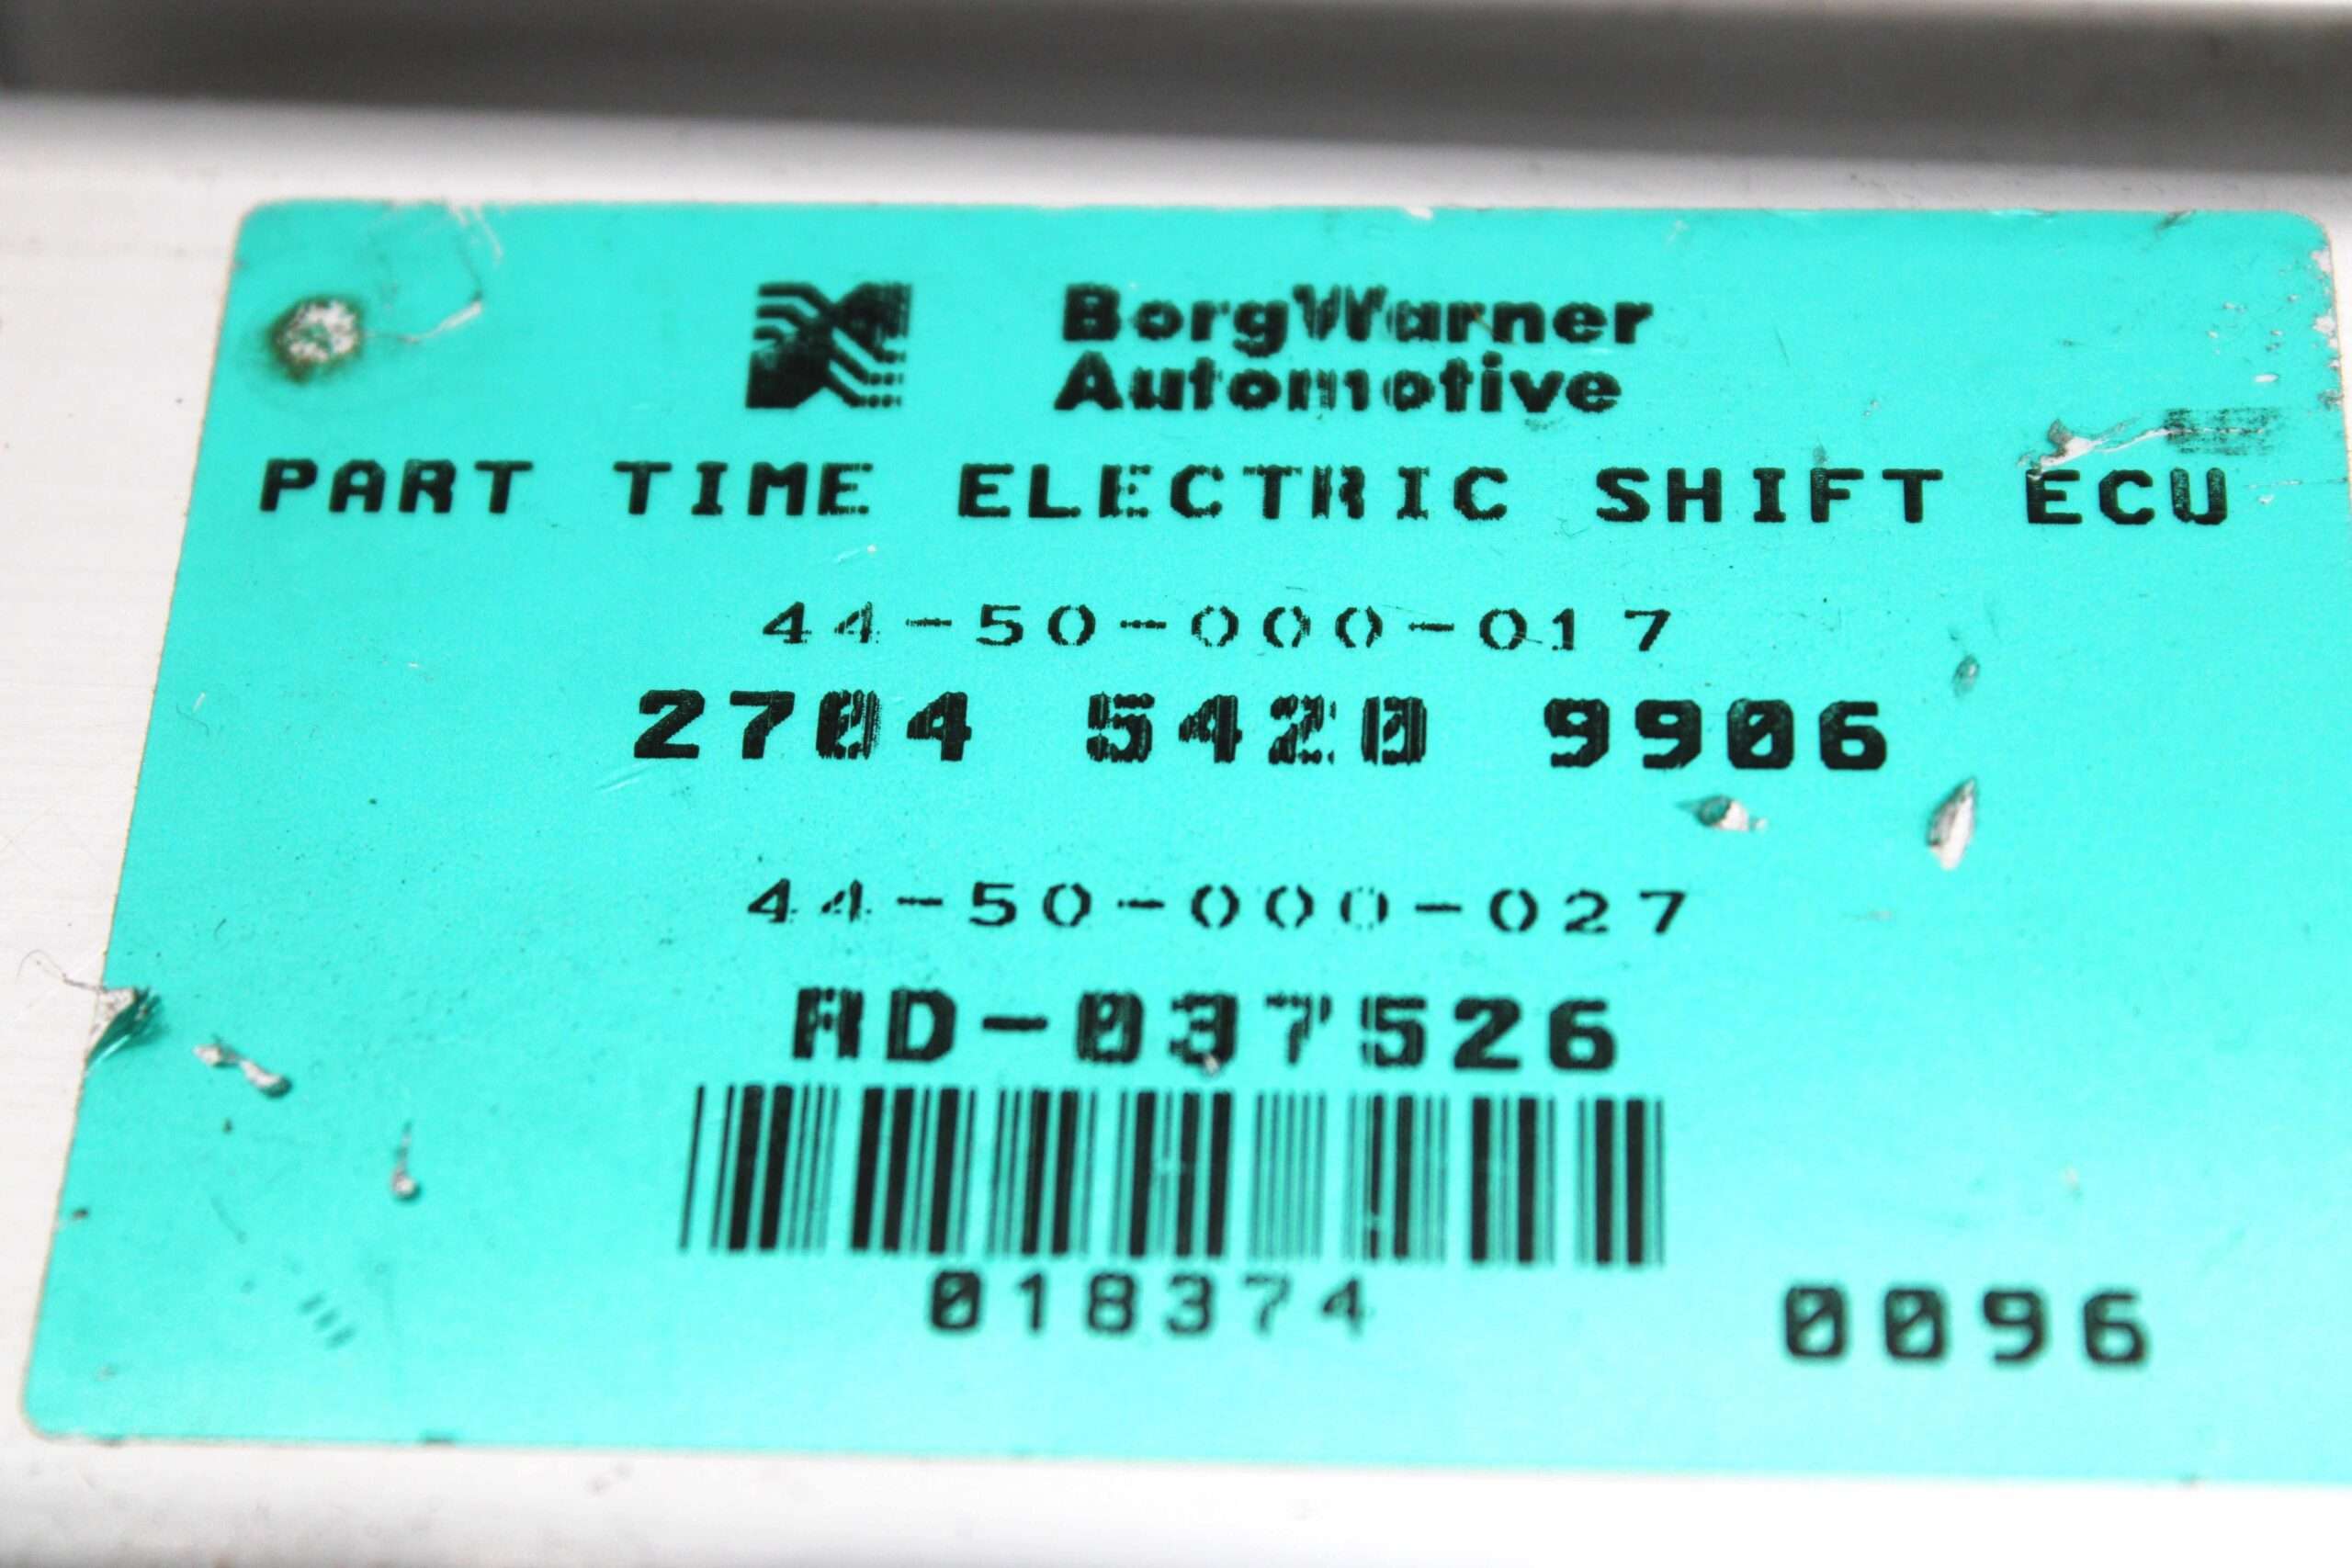 BorgWarner
Automotive
PART TIME ELECTRIC SHIFT ECU
44-50-000-017
2704 5420 9906
44-50-000-027
AD-037526
018374
0096